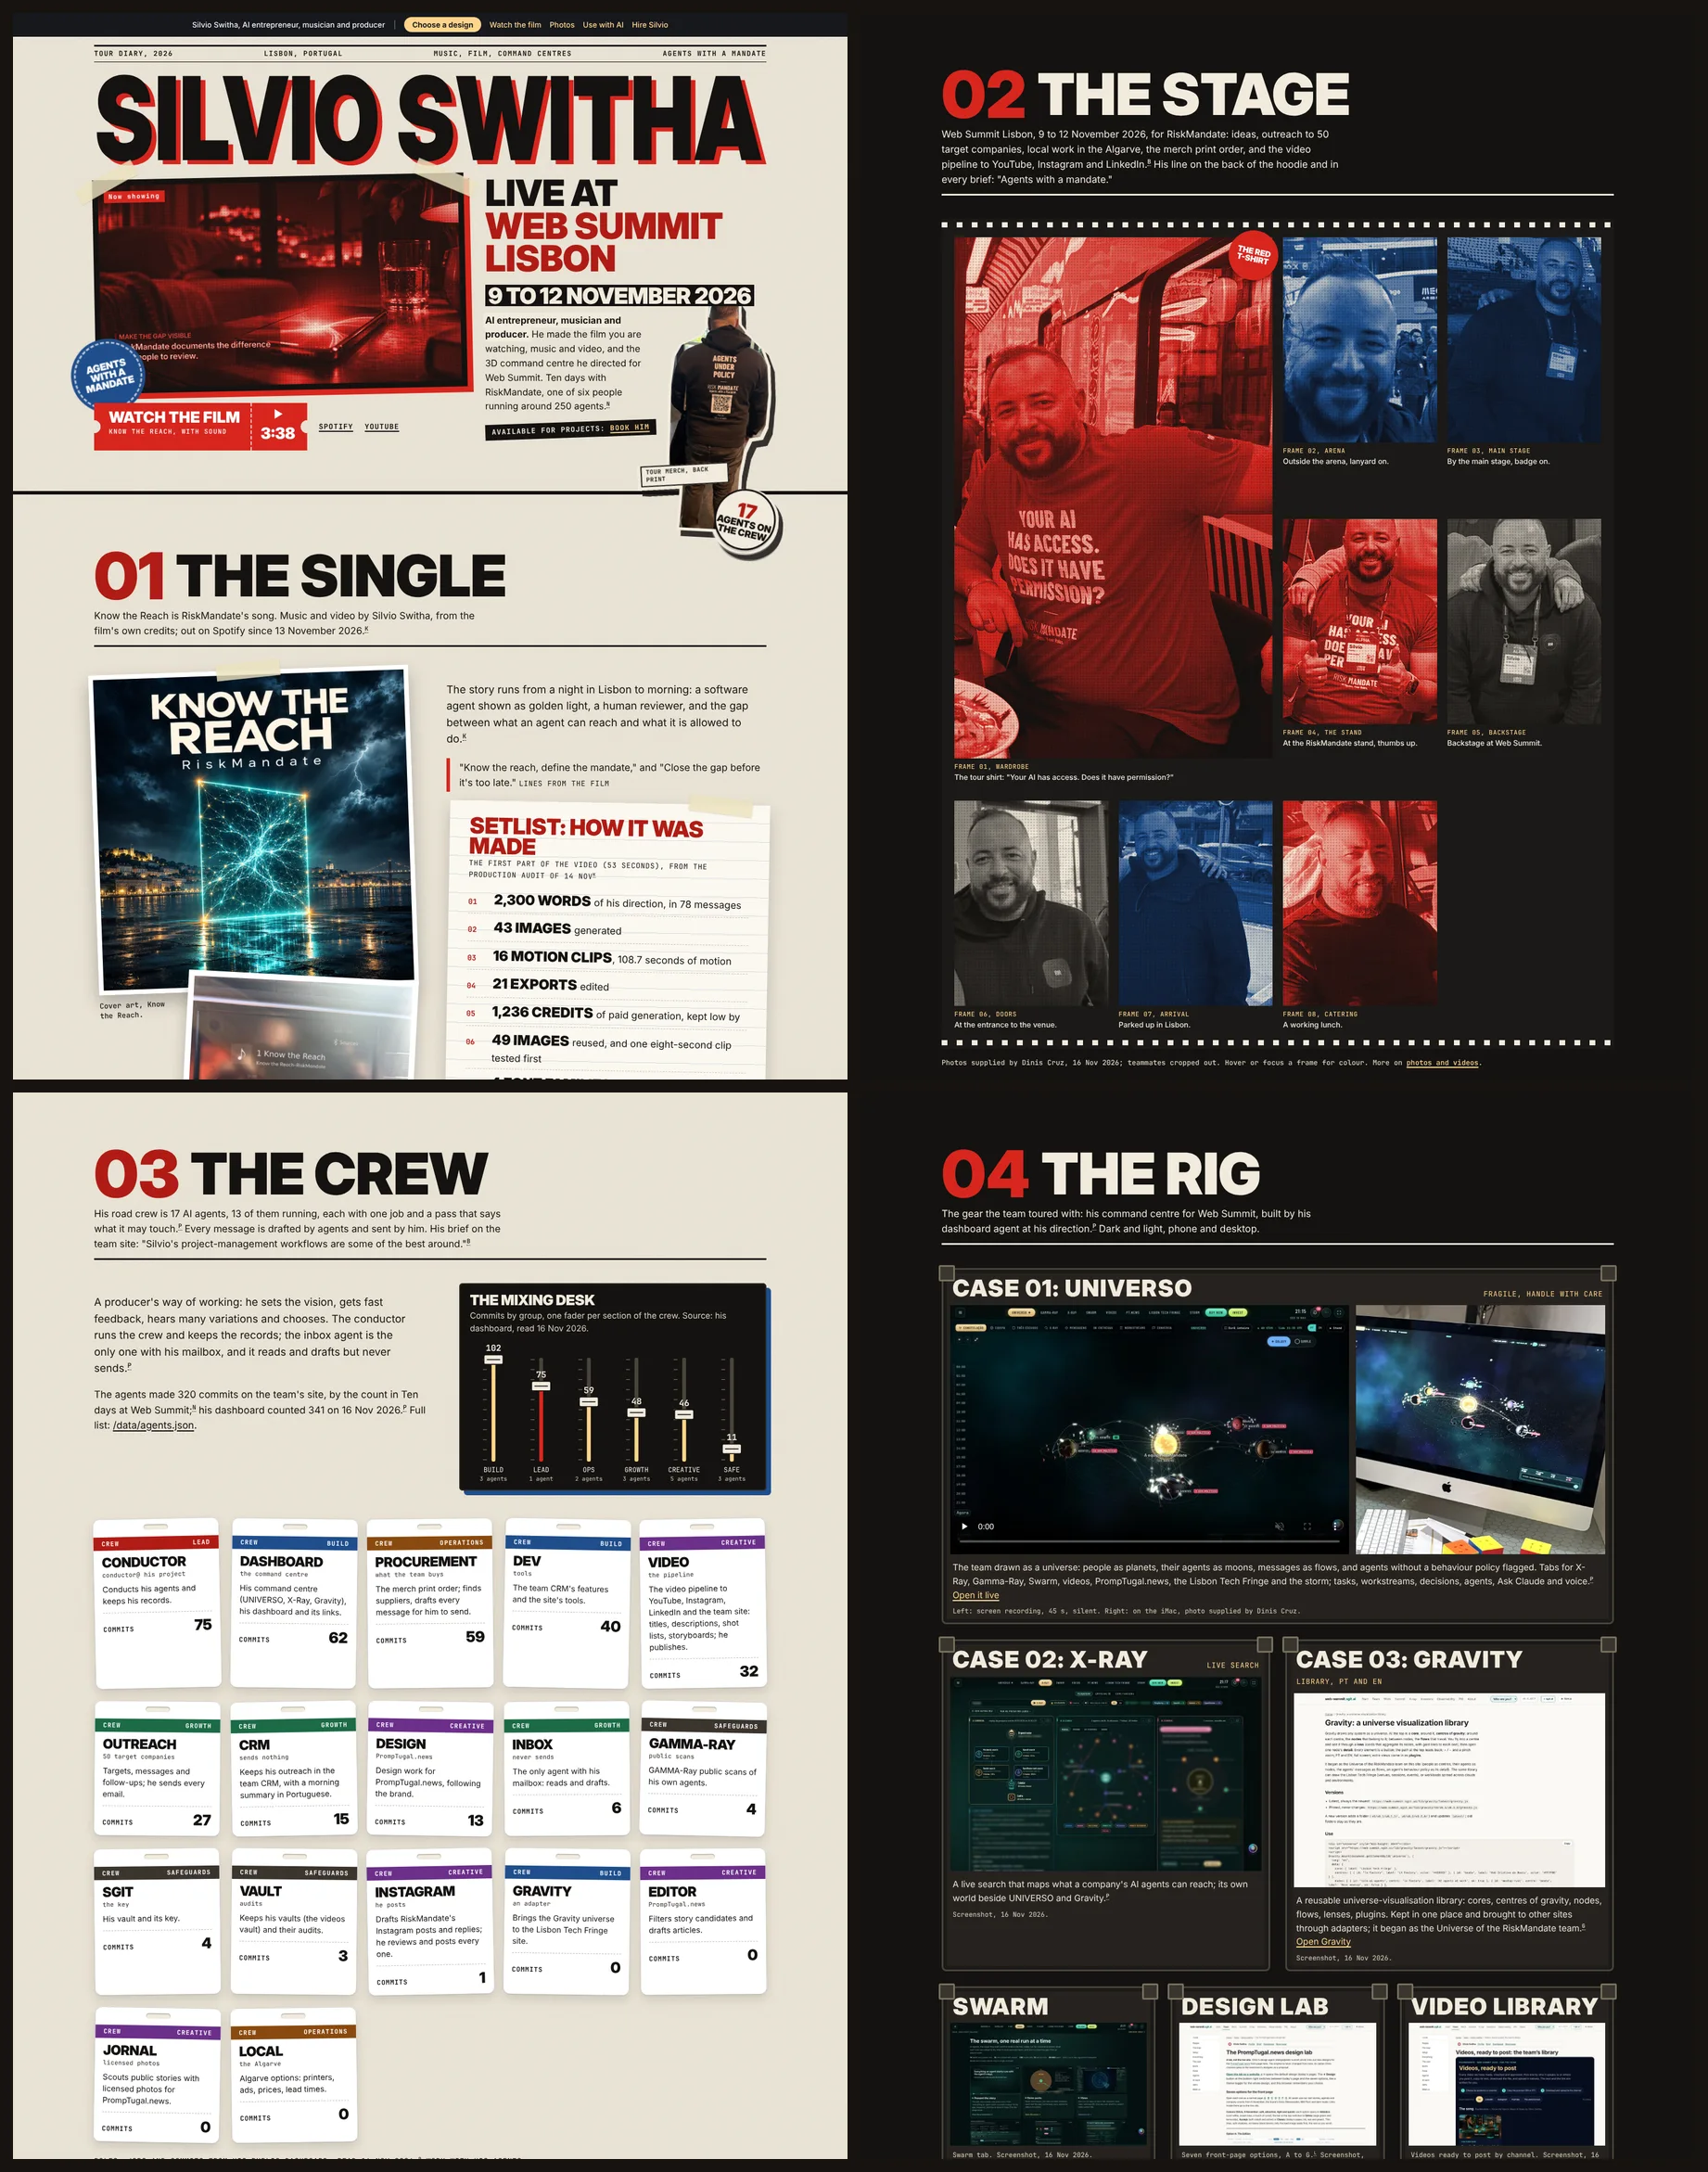 Silvio Switha, AI entrepreneur, musician and producer
Choose a design
Watch the film
Photos
Use with AI
Hire Silvio
TOUR DIARY, 2026
LISBON, PORTUGAL
MUSIC, FILM, COMMAND CENTRES
AGENTS WITH A MANDATE
SILVIO SWITHA
Now showing
MAKE THE GAP VISIBLE
Mandate documents the difference
ople to review.
AGENTS
WITH A
MANDATE
WATCH THE FILM
KNOW THE REACH, WITH SOUND
3:38
SPOTIFY
YOUTUBE
LIVE AT
WEB SUMMIT
LISBON
9 TO 12 NOVEMBER 2026
AI entrepreneur, musician and
producer. He made the film you are
watching, music and video, and the
3D command centre he directed for
Web Summit. Ten days with
RiskMandate, one of six people
running around 250 agents.N
AVAILABLE FOR PROJECTS: BOOK HIM
AGENTS
UNDER
POLICY
RISK MANDATE
TOUR MERCH, BACK
PRINT
17
AGENTS ON
THE CREW
01 THE SINGLE
Know the Reach is RiskMandate's song. Music and video by Silvio Switha, from the
film's own credits; out on Spotify since 13 November 2026.K
KNOW THE
REACH
RiskMandate
Cover art, Know
the Reach.
1 Know the Reach
The story runs from a night in Lisbon to morning: a software
agent shown as golden light, a human reviewer, and the gap
between what an agent can reach and what it is allowed to
do.K
"Know the reach, define the mandate," and "Close the gap before
it's too late." LINES FROM THE FILM
SETLIST: HOW IT WAS
MADE
THE FIRST PART OF THE VIDEO (53 SECONDS), FROM THE
PRODUCTION AUDIT OF 14 NOV
01 2,300 WORDS of his direction, in 78 messages
02 43 IMAGES generated
03 16 MOTION CLIPS, 108.7 seconds of motion
04 21 EXPORTS edited
05 1,236 CREDITS of paid generation, kept low by
06 49 IMAGES reused, and one eight-second clip
tested first
02 THE STAGE
Web Summit Lisbon, 9 to 12 November 2026, for RiskMandate: ideas, outreach to 50
target companies, local work in the Algarve, the merch print order, and the video
pipeline to YouTube, Instagram and LinkedIn.B His line on the back of the hoodie and in
every brief: "Agents with a mandate."
THE RED
T-SHIRT
YOUR AI
HAS ACCESS.
DOES IT HAVE
PERMISSION?
MANDATE
FRAME 01, WARDROBE
The tour shirt: "Your AI has access. Does it have permission?"
FRAME 02, ARENA
Outside the arena, lanyard on.
FRAME 03, MAIN STAGE
By the main stage, badge on.
YOUR AI
RISK MANDATE
FRAME 04, THE STAND
At the RiskMandate stand, thumbs up.
FRAME 05, BACKSTAGE
Backstage at Web Summit.
FRAME 06, DOORS
At the entrance to the venue.
FRAME 07, ARRIVAL
Parked up in Lisbon.
FRAME 08, CATERING
A working lunch.
Photos supplied by Dinis Cruz, 16 Nov 2026; teammates cropped out. Hover or focus a frame for colour. More on photos and videos.
03 THE CREW
His road crew is 17 AI agents, 13 of them running, each with one job and a pass that says
what it may touch.P Every message is drafted by agents and sent by him. His brief on the
team site: "Silvio's project-management workflows are some of the best around."B
A producer's way of working: he sets the vision, gets fast
feedback, hears many variations and chooses. The conductor
runs the crew and keeps the records; the inbox agent is the
only one with his mailbox, and it reads and drafts but never
sends.P
The agents made 320 commits on the team's site, by the count in Ten
days at Web Summit;N his dashboard counted 341 on 16 Nov 2026.P Full
list: /data/agents.json.
THE MIXING DESK
Commits by group, one fader per section of the crew. Source: his
dashboard, read 16 Nov 2026.
102
75
59
48
46
11
BUILD
LEAD
OPS
GROWTH
CREATIVE
SAFE
3 agents
1 agent
2 agents
3 agents
5 agents
3 agents
CREW LEAD
CONDUCTOR
conductor@ his project
Conducts his agents and
keeps his records.
COMMITS 75
CREW BUILD
DASHBOARD
the command centre
His command centre
(UNIVERSO, X-Ray, Gravity),
his dashboard and its links.
COMMITS 62
CREW OPERATIONS
PROCUREMENT
what the team buys
The merch print order; finds
suppliers, drafts every
message for him to send.
COMMITS 59
CREW BUILD
DEV
tools
The team CRM's features
and the site's tools.
COMMITS 40
CREW CREATIVE
VIDEO
the pipeline
The video pipeline to
YouTube, Instagram,
LinkedIn and the team site:
titles, descriptions, shot
lists, storyboards; he
publishes.
COMMITS 32
CREW GROWTH
OUTREACH
50 target companies
Targets, messages and
follow-ups; he sends every
email.
COMMITS 27
CREW GROWTH
CRM
sends nothing
Keeps his outreach in the
team CRM, with a morning
summary in Portuguese.
COMMITS 15
CREW CREATIVE
DESIGN
PrompTugal.news
Design work for
PrompTugal.news, following
the brand.
COMMITS 13
CREW GROWTH
INBOX
never sends
The only agent with his
mailbox: reads and drafts.
COMMITS 6
CREW SAFEGUARDS
GAMMA-RAY
public scans
GAMMA-Ray public scans of
his own agents.
COMMITS 4
CREW SAFEGUARDS
SGIT
the key
His vault and its key.
COMMITS 4
CREW SAFEGUARDS
VAULT
audits
Keeps his vaults (the videos
vault) and their audits.
COMMITS 3
CREW CREATIVE
INSTAGRAM
he posts
Drafts RiskMandate's
Instagram posts and replies;
he reviews and posts every
one.
COMMITS 1
CREW BUILD
GRAVITY
an adapter
Brings the Gravity universe
to the Lisbon Tech Fringe
site.
COMMITS 0
CREW CREATIVE
EDITOR
PrompTugal.news
Filters story candidates and
drafts articles.
COMMITS 0
CREW CREATIVE
JORNAL
licensed photos
Scouts public stories with
licensed photos for
PrompTugal.news.
COMMITS 0
CREW OPERATIONS
LOCAL
the Algarve
Algarve options: printers,
ads, prices, lead times.
COMMITS 0
04 THE RIG
The gear the team toured with: his command centre for Web Summit, built by his
dashboard agent at his direction.P Dark and light, phone and desktop.
CASE 01: UNIVERSO
FRAGILE, HANDLE WITH CARE
0:00
The team drawn as a universe: people as planets, their agents as moons, messages as flows, and agents without a behaviour policy flagged. Tabs for X-
Ray, Gamma-Ray, Swarm, videos, PrompTugal.news, the Lisbon Tech Fringe and the storm; tasks, workstreams, decisions, agents, Ask Claude and voice.P
Open it live
Left: screen recording, 45 s, silent. Right: on the iMac, photo supplied by Dinis Cruz.
CASE 02: X-RAY
LIVE SEARCH
A live search that maps what a company's AI agents can reach; its own
world beside UNIVERSO and Gravity.P
Screenshot, 16 Nov 2026.
CASE 03: GRAVITY
LIBRARY, PT AND EN
Gravity: a universe visualization library
Versions
Use
A reusable universe-visualisation library: cores, centres of gravity, nodes,
flows, lenses, plugins. Kept in one place and brought to other sites
through adapters; it began as the Universe of the RiskMandate team.G
Open Gravity
Screenshot, 16 Nov 2026.
SWARM
The swarm, one real run at a time
Swarm tab. Screenshot, 16 Nov 2026.
DESIGN LAB
The PrompTugal.news design lab
Seven front-page options, A to G. Screenshot,
VIDEO LIBRARY
Videos, ready to post: the team's library
Videos, ready to post
Videos ready to post by channel. Screenshot, 16